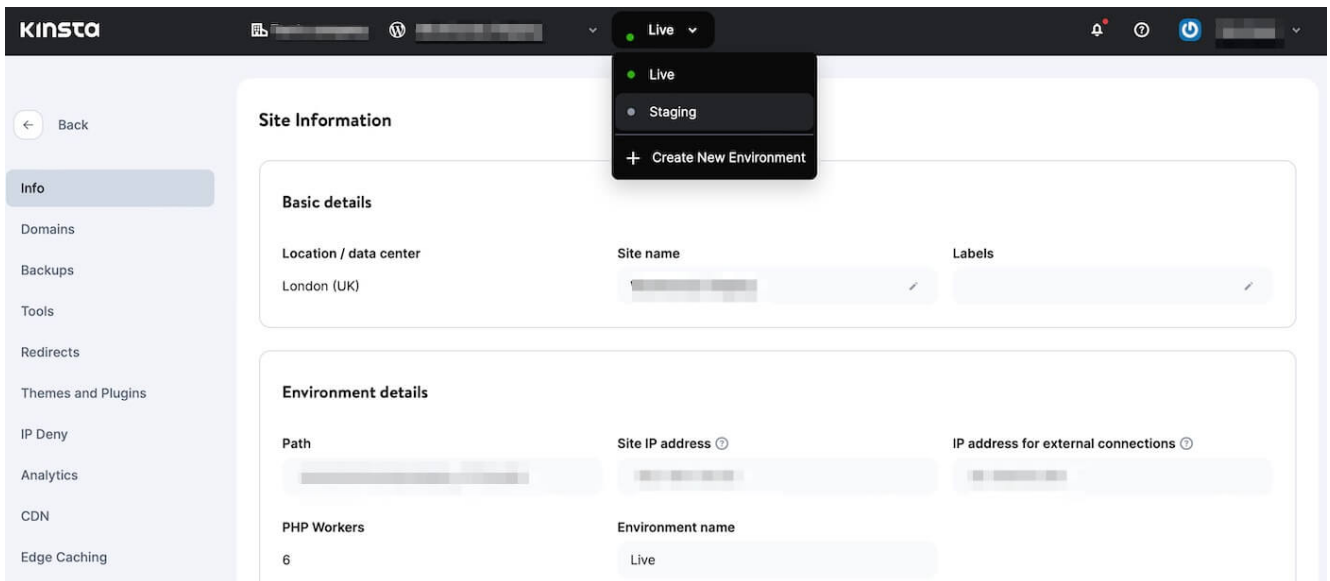 Kinsta
Live
Live
Staging
Create New Environment
Back
Site Information
Info
Domains
Backups
Tools
Redirects
Themes and Plugins
IP Deny
Analytics
CDN
Edge Caching
Basic details
Location / data center Site name Labels
London (UK)
Environment details
Path Site IP address IP address for external connections
PHP Workers Environment name
6 Live